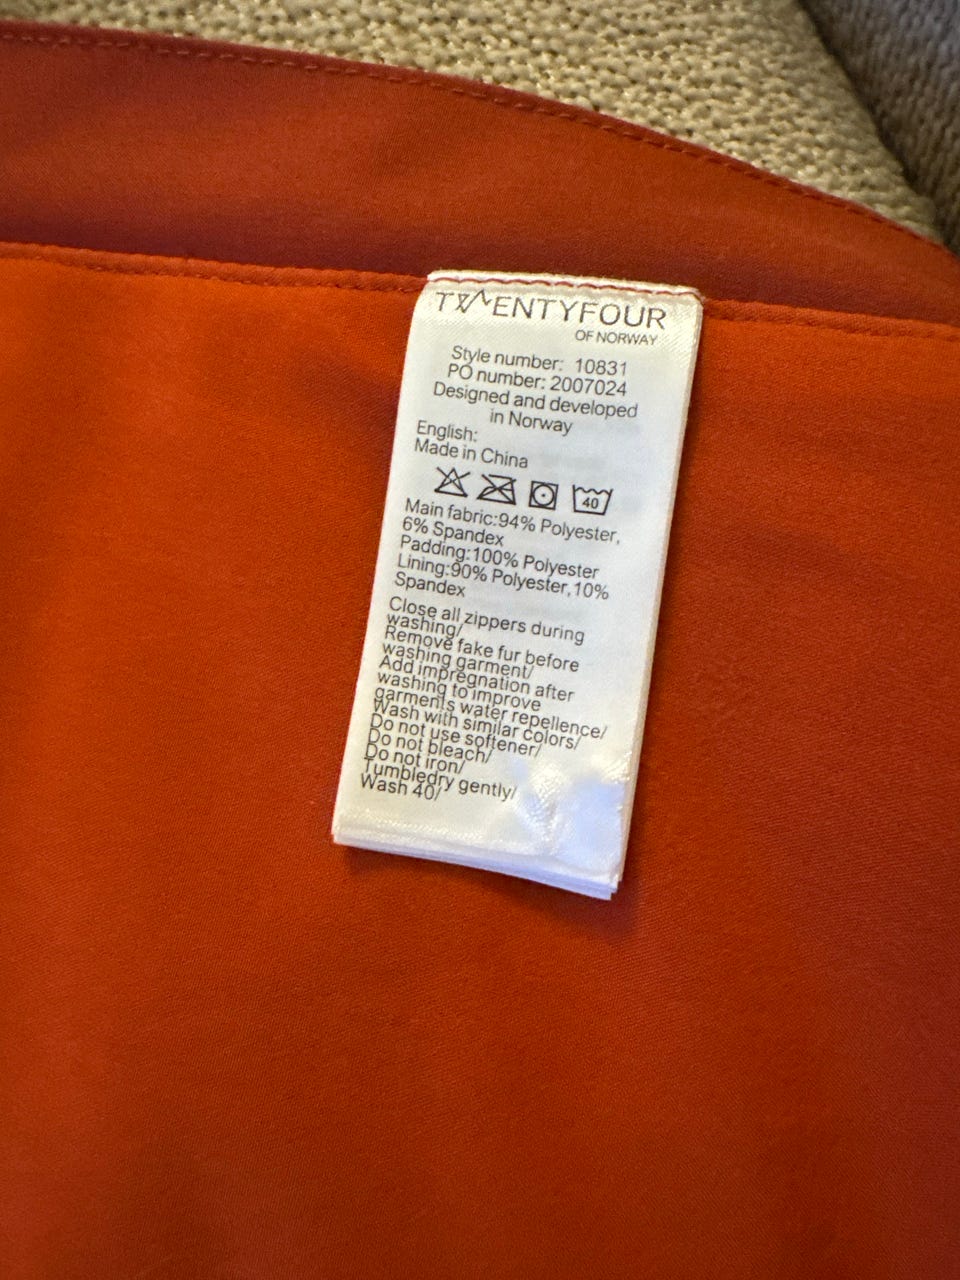 TWENTYFOUR
OF NORWAY
Style number: 10831
PO number: 2007024
Designed and developed
in Norway
English:
Made in China
40
Main fabric:94% Polyester,
6% Spandex
Padding:100% Polyester
Lining:90% Polyester,10%
Spandex
Close all zippers during
washing/
Remove fake fur before
washing garment/
Add impregnation after
washing to improve
garments water repellence/
Wash with similar colors/
Do not use softener/
Do not bleach/
Do not iron/
Tumbledry gently/
Wash 40/